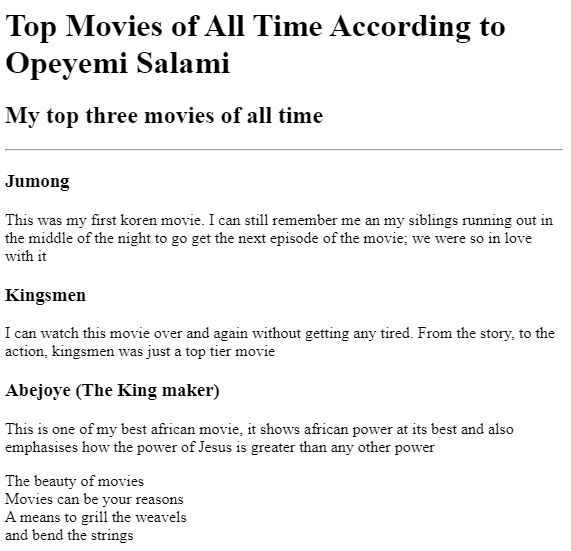 Top Movies of All Time According to
Opeyemi Salami
My top three movies of all time
Jumong
This was my first koren movie. I can still remember me an my siblings running out in
the middle of the night to go get the next episode of the movie; we were so in love
with it
Kingsmen
I can watch this movie over and again without getting any tired. From the story, to the
action, kingsmen was just a top tier movie
Abejoye (The King maker)
This is one of my best african movie, it shows african power at its best and also
emphasises how the power of Jesus is greater than any other power
The beauty of movies
Movies can be your reasons
A means to grill the weavels
and bend the strings